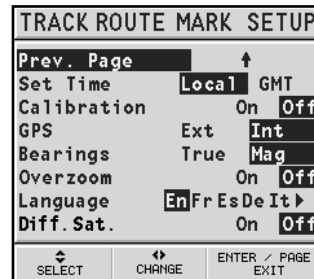 TRACK ROUTE MARK SETUP
Prev. Page
Set Time Local GMT
Calibration On Off
GPS Ext Int
Bearings True Mag
Overzoom On Off
Language En Fr Es De It
Diff. Sat. On Off
SELECT CHANGE ENTER / PAGE
EXIT